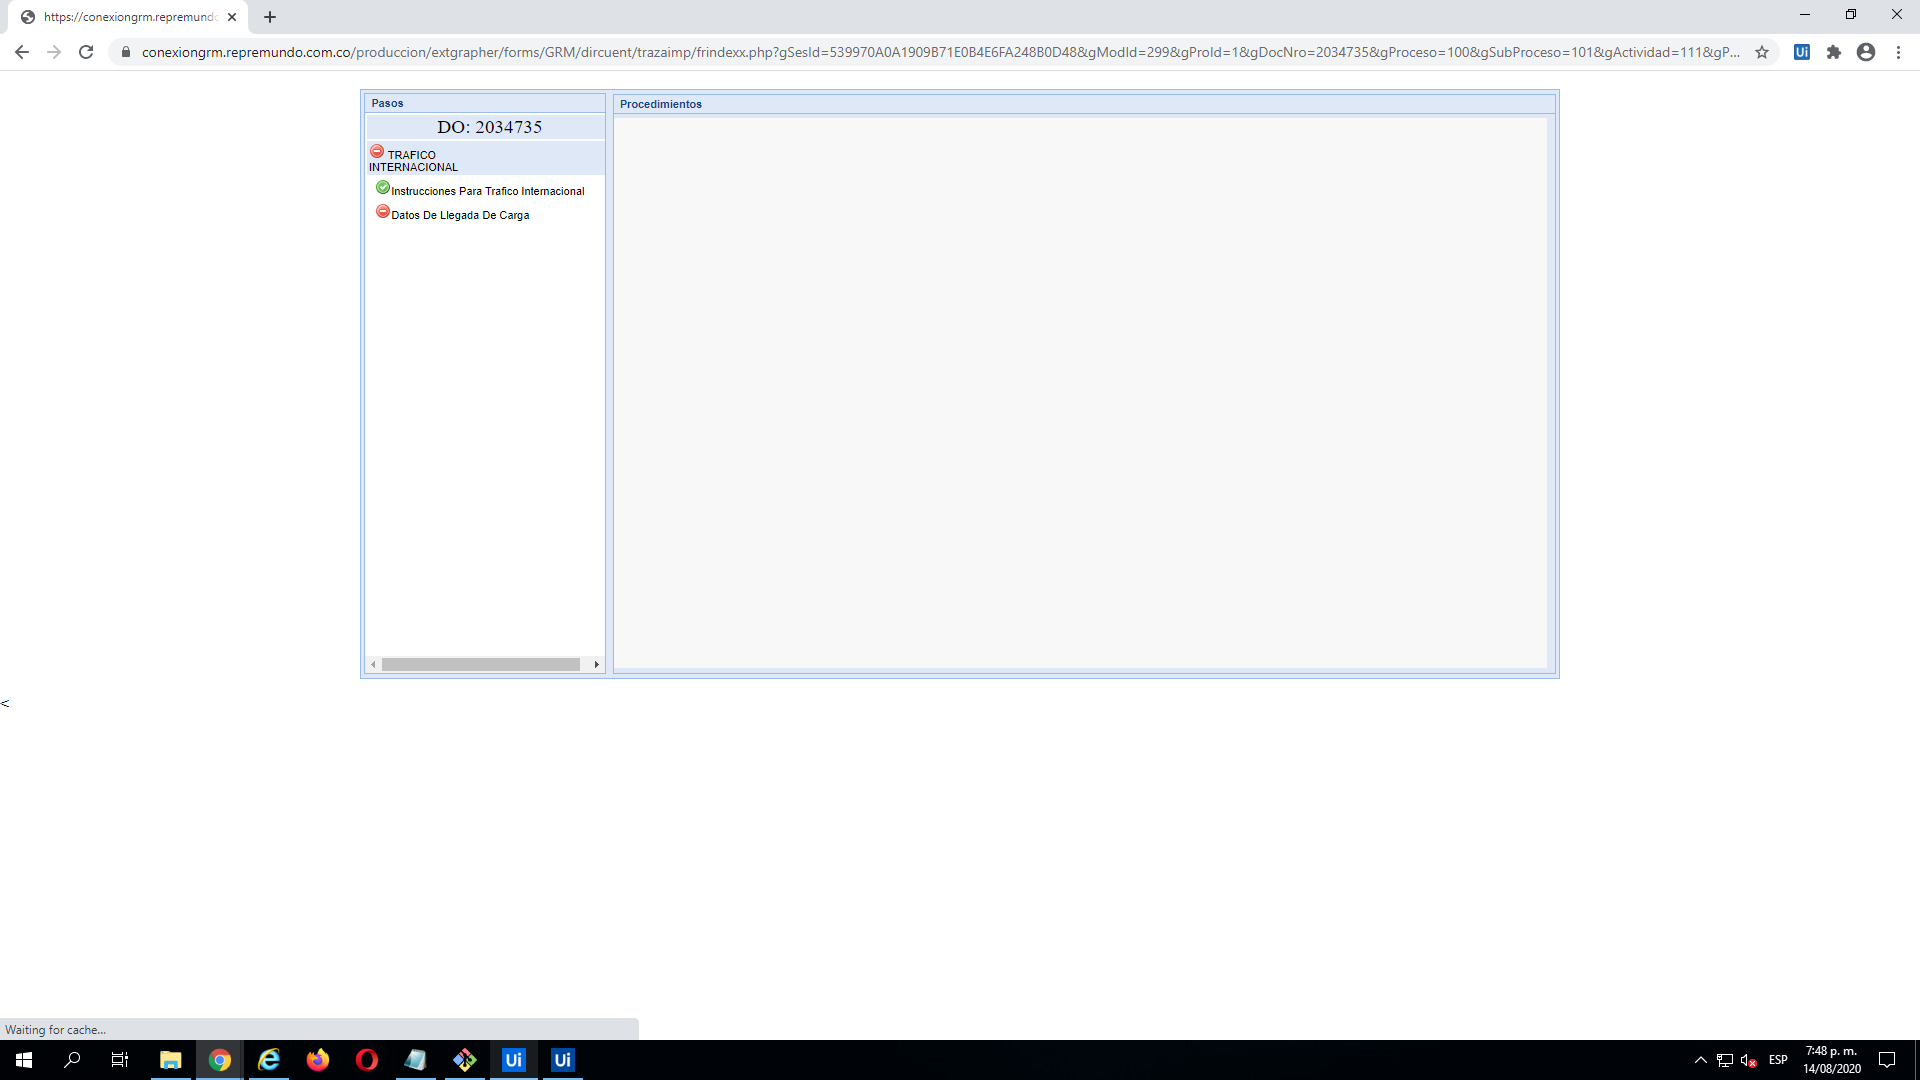 https://conexiongrm.repremundo
conexiongrm.repremundo.com.co/produccion/extgrapher/forms/GRM/dircuent/trazaimp/frindexx.php?gSesId=539970A0A1909B71E0B4E6FA248B0D48&gModId=299&gProId=1&gDocNro=2034735&gProceso=100&gSubProceso=101&gActividad=111&gP...
Ui
Pasos
Procedimientos
DO: 2034735
TRAFICO
INTERNACIONAL
Instrucciones Para Trafico Internacional
Datos De Llegada De Carga
<
Waiting for cache...
Ui
Ui
ESP
7:48 p. m.
14/08/2020